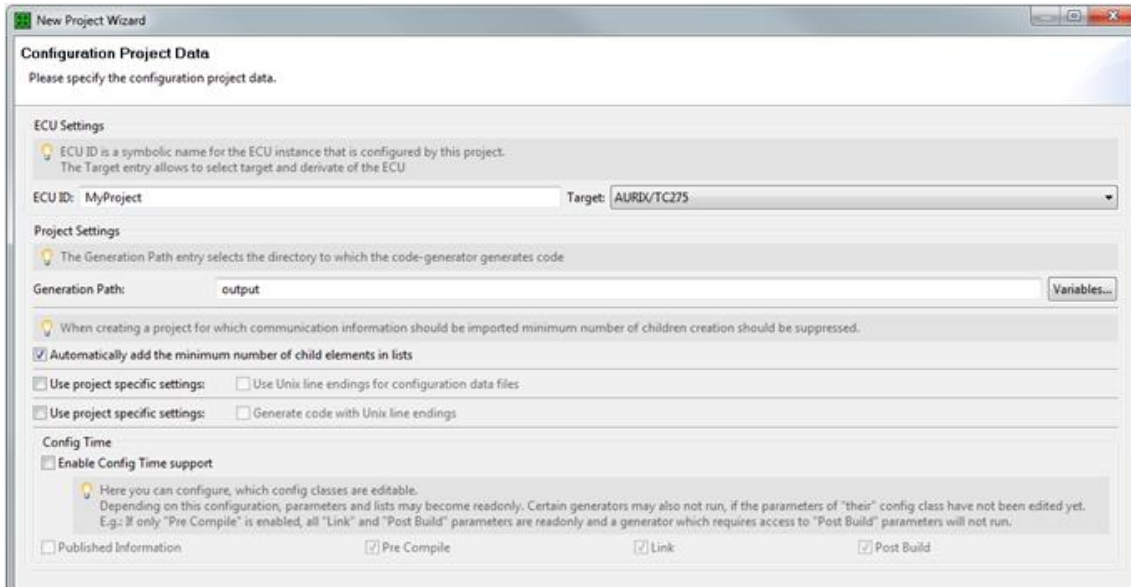 New Project Wizard
Configuration Project Data
Please specify the configuration project data.
ECU Settings
ECU ID is a symbolic name for the ECU instance that is configured by this project.
The Target entry allows to select target and derivate of the ECU
ECU ID: MyProject Target: AURIX/TC275
Project Settings
The Generation Path entry selects the directory to which the code-generator generates code
Generation Path: output Variables...
When creating a project for which communication information should be imported minimum number of children creation should be suppressed.
Automatically add the minimum number of child elements in lists
Use project specific settings: Use Unix line endings for configuration data files
Use project specific settings: Generate code with Unix line endings
Config Time
Enable Config Time support
Here you can configure, which config classes are editable.
Depending on this configuration, parameters and lists may become readonly. Certain generators may also not run, if the parameters of "their" config class have not been edited yet.
E.g.: If only "Pre Compile" is enabled, all "Link" and "Post Build" parameters are readonly and a generator which requires access to "Post Build" parameters will not run.
Published Information Pre Compile Link Post Build